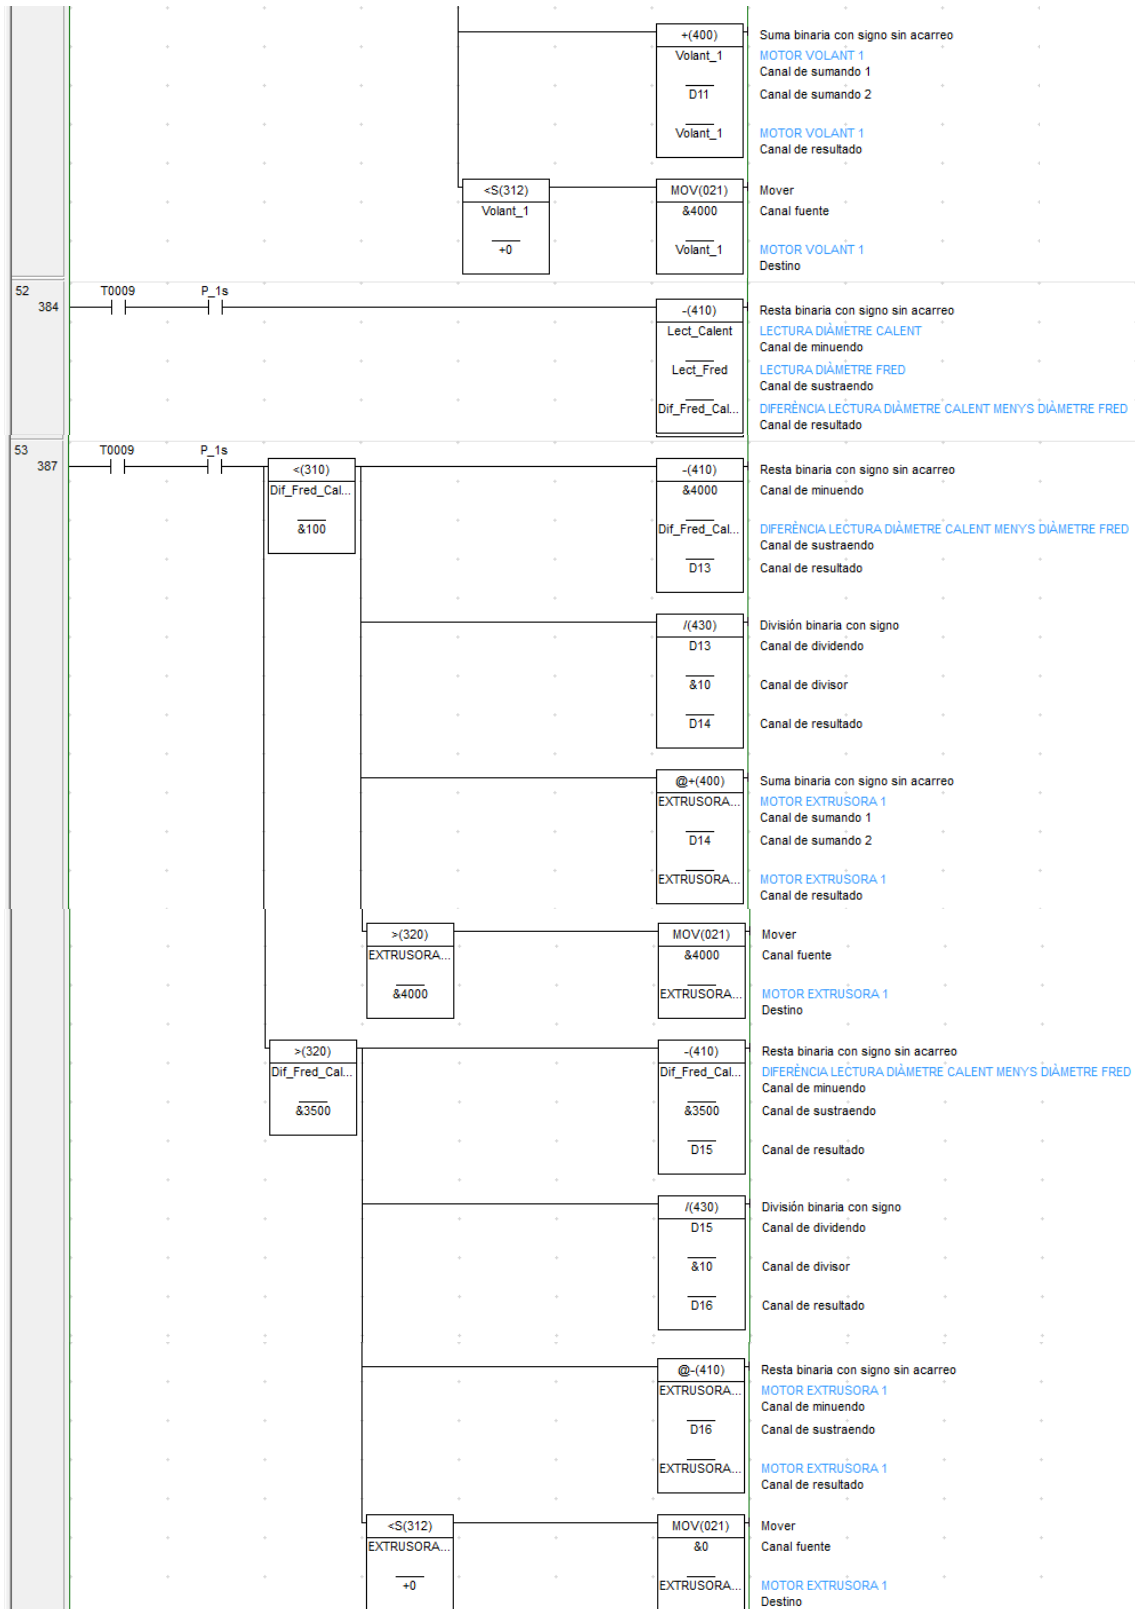 +(400) Suma binaria con signo sin acarreo
Volant_1 MOTOR VOLANT 1
Canal de sumando 1
D11 Canal de sumando 2
Volant_1 MOTOR VOLANT 1
Canal de resultado
<S(312) MOV(021) Mover
Volant_1 &4000 Canal fuente
+0 Volant_1 MOTOR VOLANT 1
Destino
52 T0009 P_1s
384 -(410) Resta binaria con signo sin acarreo
Lect_Calent LECTURA DIÀMETRE CALENT
Canal de minuendo
Lect_Fred LECTURA DIÀMETRE FRED
Canal de sustraendo
Dif_Fred_Cal... DIFERÈNCIA LECTURA DIÀMETRE CALENT MENYS DIÀMETRE FRED
Canal de resultado
53 T0009 P_1s
387 <(310) -(410) Resta binaria con signo sin acarreo
Dif_Fred_Cal... &4000 Canal de minuendo
&100 Dif_Fred_Cal... DIFERÈNCIA LECTURA DIÀMETRE CALENT MENYS DIÀMETRE FRED
Canal de sustraendo
D13 Canal de resultado
/(430) División binaria con signo
D13 Canal de dividendo
&10 Canal de divisor
D14 Canal de resultado
@+(400) Suma binaria con signo sin acarreo
EXTRUSORA... MOTOR EXTRUSORA 1
Canal de sumando 1
D14 Canal de sumando 2
EXTRUSORA... MOTOR EXTRUSORA 1
Canal de resultado
>(320) MOV(021) Mover
EXTRUSORA... &4000 Canal fuente
&4000 EXTRUSORA... MOTOR EXTRUSORA 1
Destino
>(320) -(410) Resta binaria con signo sin acarreo
Dif_Fred_Cal... Dif_Fred_Cal... DIFERÈNCIA LECTURA DIÀMETRE CALENT MENYS DIÀMETRE FRED
Canal de minuendo
&3500 &3500 Canal de sustraendo
D15 Canal de resultado
/(430) División binaria con signo
D15 Canal de dividendo
&10 Canal de divisor
D16 Canal de resultado
@-(410) Resta binaria con signo sin acarreo
EXTRUSORA... MOTOR EXTRUSORA 1
Canal de minuendo
D16 Canal de sustraendo
EXTRUSORA... MOTOR EXTRUSORA 1
Canal de resultado
<S(312) MOV(021) Mover
EXTRUSORA... &0 Canal fuente
+0 EXTRUSORA... MOTOR EXTRUSORA 1
Destino